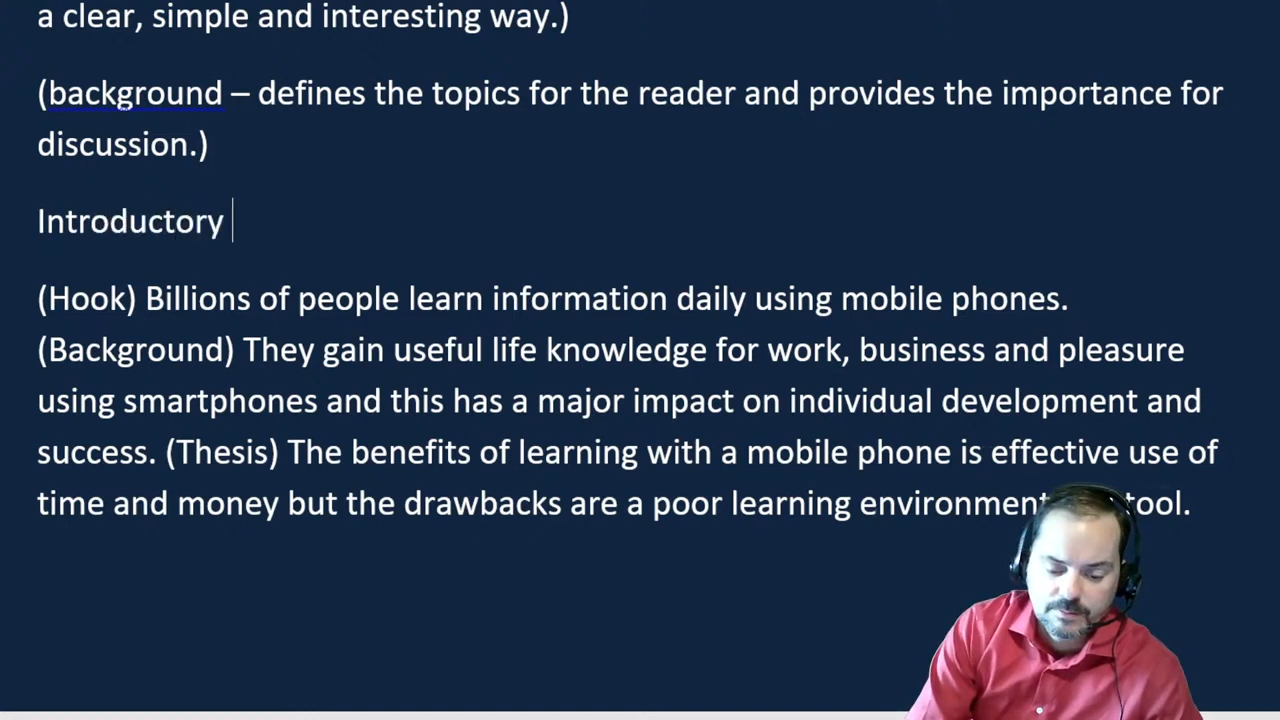 a clear, simple and interesting way.)
(background – defines the topics for the reader and provides the importance for
discussion.)
Introductory
(Hook) Billions of people learn information daily using mobile phones.
(Background) They gain useful life knowledge for work, business and pleasure
using smartphones and this has a major impact on individual development and
success. (Thesis) The benefits of learning with a mobile phone is effective use of
time and money but the drawbacks are a poor learning environment tool.